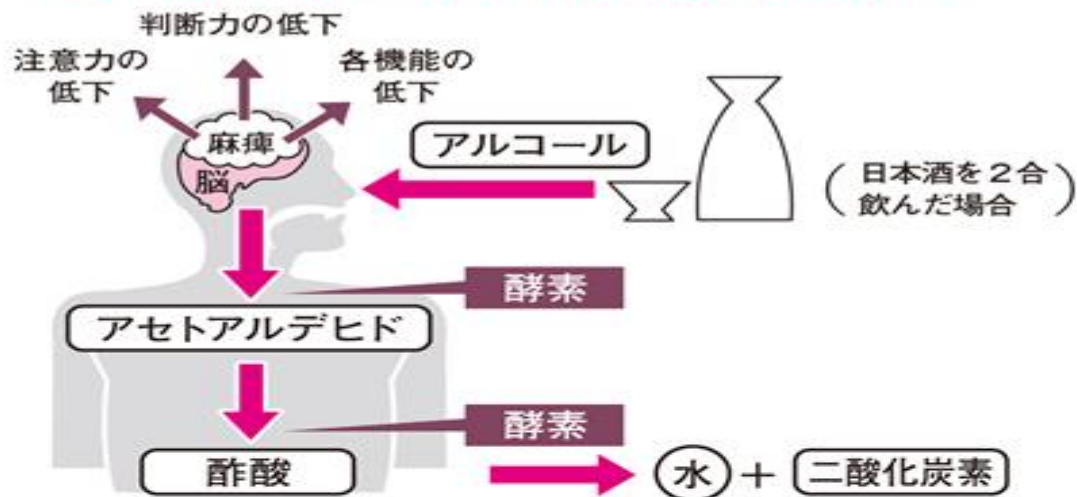 判断力の低下
注意力の
低下
各機能の
低下
麻痺
脳
アルコール
(日本酒を2合
飲んだ場合)
酵素
アセトアルデヒド
酵素
酢酸
水 + 二酸化炭素